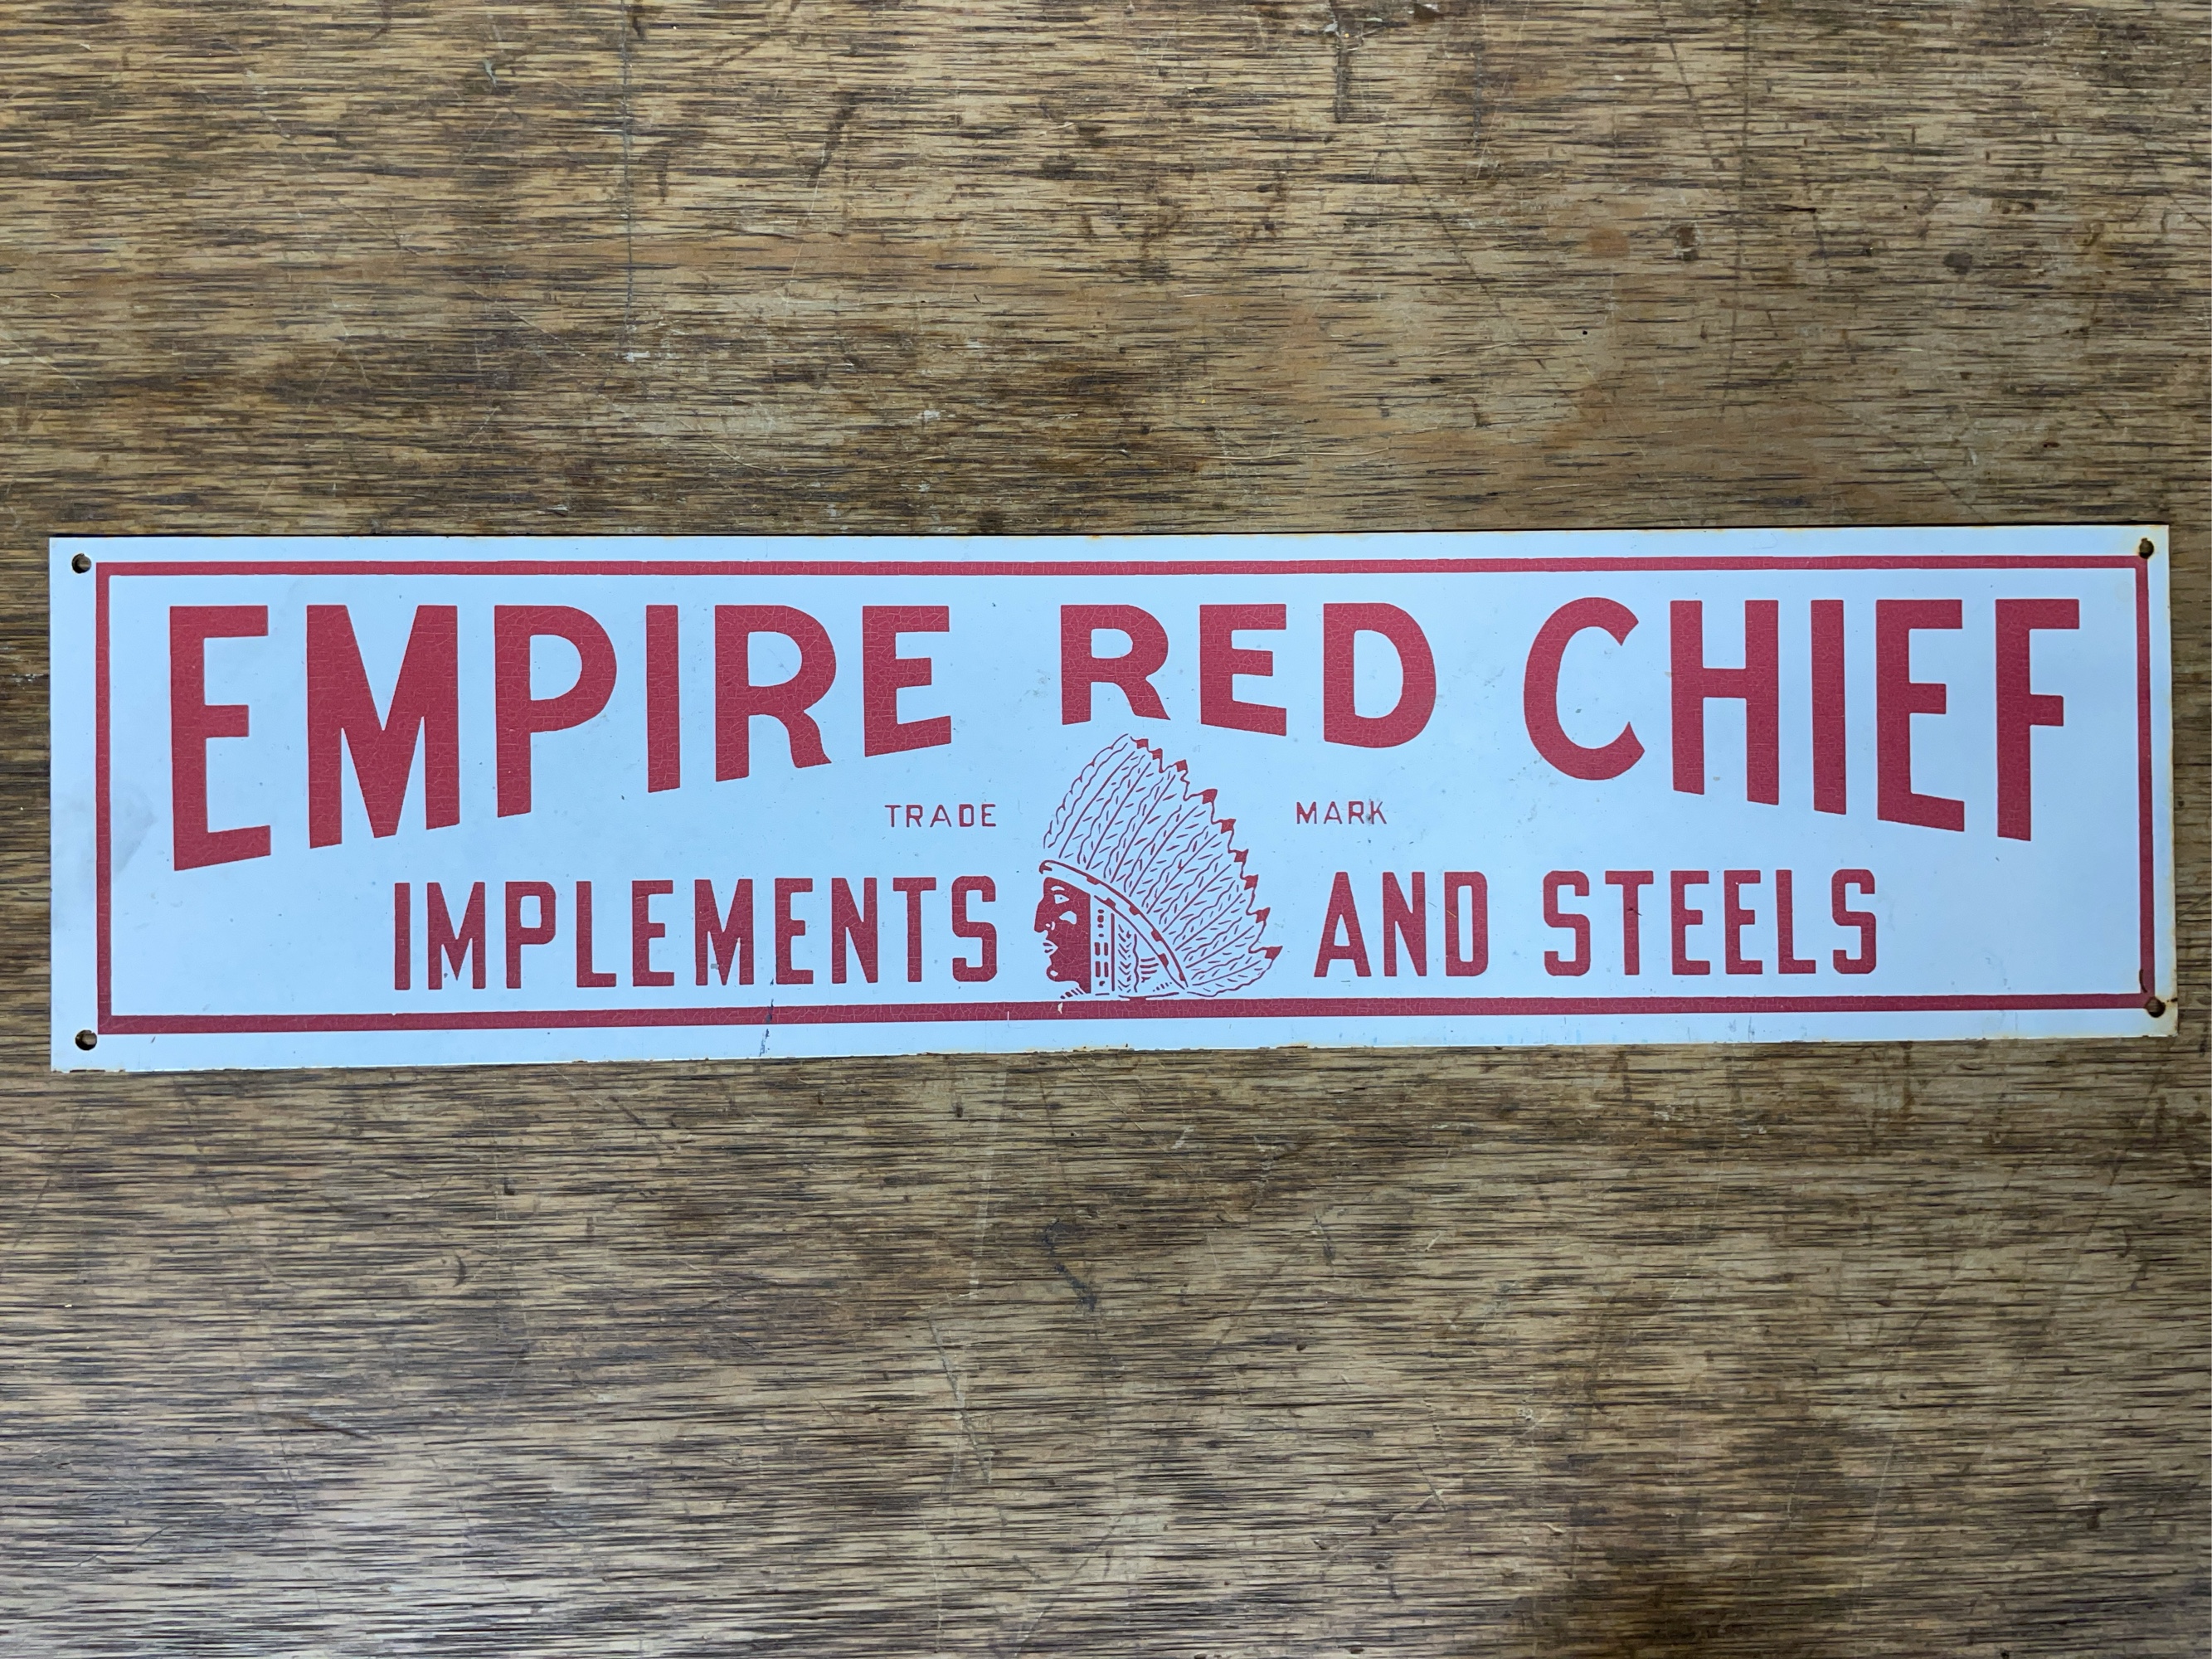 EMPIRE RED CHIEF
TRADE MARK
IMPLEMENTS AND STEELS